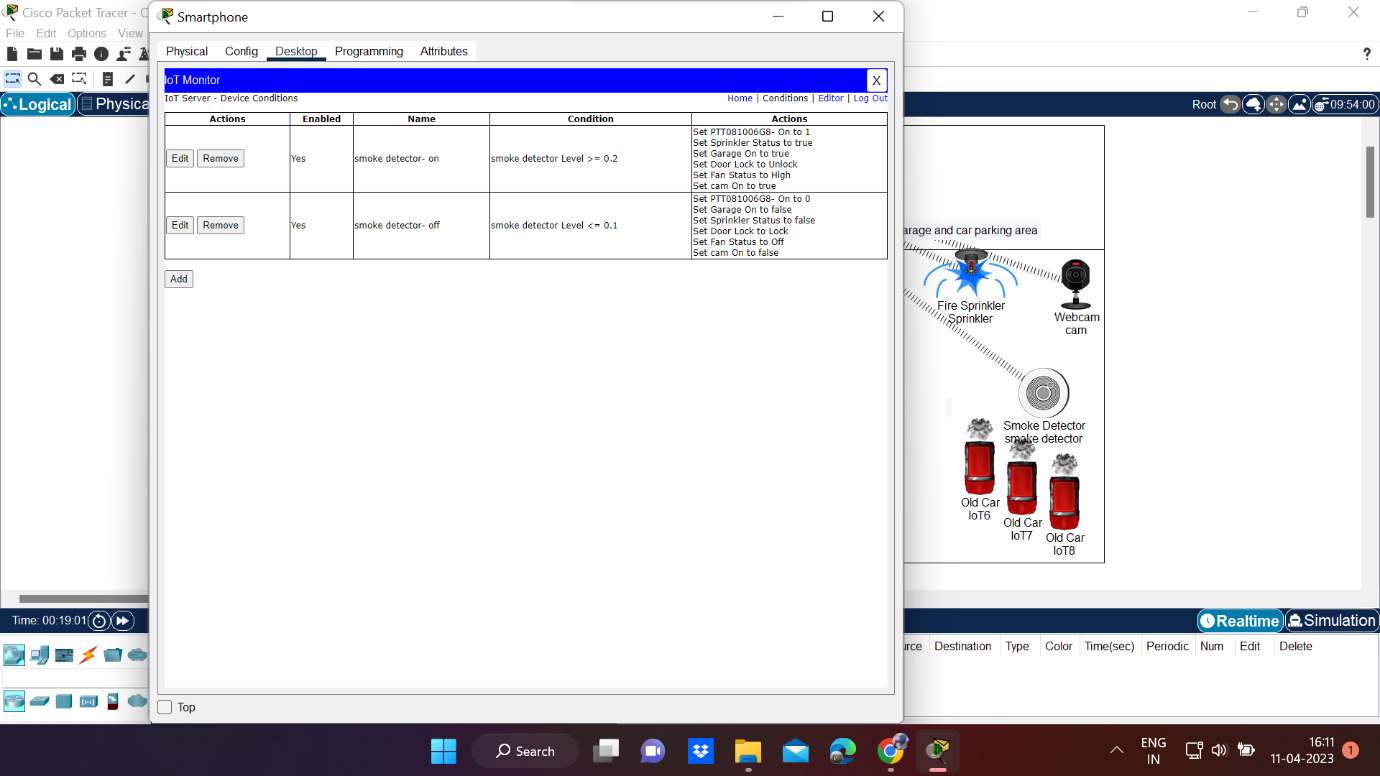 Cisco Packet Tracer - C
Smartphone
File Edit Options View
Physical Config Desktop Programming Attributes
IoT Monitor X
IoT Server - Device Conditions Home | Conditions | Editor | Log Out
Logical Physica Root 09:54:00
Actions Enabled Name Condition Actions
Edit Remove Yes smoke detector- on smoke detector Level >= 0.2
Set PTT081006G8- On to 1
Set Sprinkler Status to true
Set Garage On to true
Set Door Lock to Unlock
Set Fan Status to High
Set cam On to true
Edit Remove Yes smoke detector- off smoke detector Level <= 0.1
Set PTT081006G8- On to 0
Set Garage On to false
Set Sprinkler Status to false
Set Door Lock to Lock
Set Fan Status to Off
Set cam On to false
Add
arage and car parking area
Fire Sprinkler
Sprinkler
Webcam
cam
Smoke Detector
smoke detector
Old Car
IoT6
Old Car
IoT7
Old Car
IoT8
Time: 00:19:01
Realtime Simulation
urce Destination Type Color Time(sec) Periodic Num Edit Delete
Top
Search
ENG
IN
16:11
11-04-2023
1